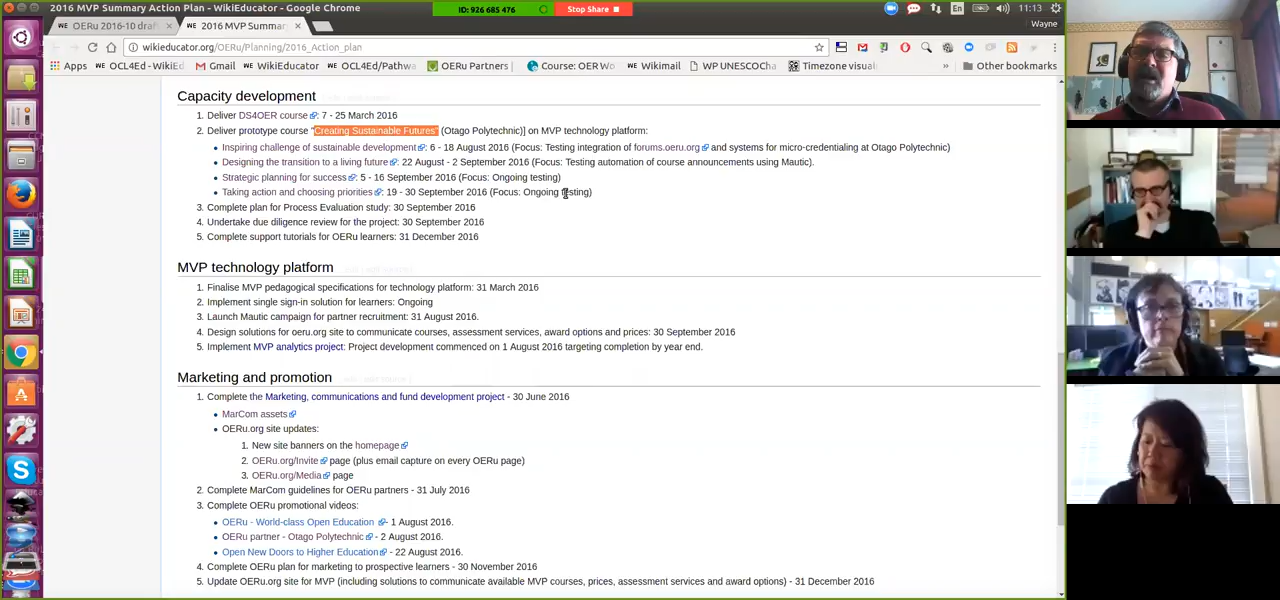 2016 MVP Summary Action Plan - WikiEducator - Google Chrome
ID: 926 685 476
Stop Share
En
11:13
WE OERu 2016-10 draf
WE 2016 MVP Summar
Wayne
wikieducator.org/OERu/Planning/2016_Action_plan
Apps
WE OCL4Ed - WikiEd
Gmail
WE WikiEducator
WE OCL4Ed/Pathwa
OERu Partners
Course: OER Wo
WE Wikimail
WP UNESCOCha
Timezone visual
»
Other bookmarks
Capacity development
1. Deliver DS4OER course: 7 - 25 March 2016
2. Deliver prototype course "Creating Sustainable Futures" (Otago Polytechnic)] on MVP technology platform:
• Inspiring challenge of sustainable development: 6 - 18 August 2016 (Focus: Testing integration of forums.oeru.org and systems for micro-credentialing at Otago Polytechnic)
• Designing the transition to a living future: 22 August - 2 September 2016 (Focus: Testing automation of course announcements using Mautic).
• Strategic planning for success: 5 - 16 September 2016 (Focus: Ongoing testing)
• Taking action and choosing priorities: 19 - 30 September 2016 (Focus: Ongoing testing)
3. Complete plan for Process Evaluation study: 30 September 2016
4. Undertake due diligence review for the project: 30 September 2016
5. Complete support tutorials for OERu learners: 31 December 2016
MVP technology platform
1. Finalise MVP pedagogical specifications for technology platform: 31 March 2016
2. Implement single sign-in solution for learners: Ongoing
3. Launch Mautic campaign for partner recruitment: 31 August 2016.
4. Design solutions for oeru.org site to communicate courses, assessment services, award options and prices: 30 September 2016
5. Implement MVP analytics project: Project development commenced on 1 August 2016 targeting completion by year end.
Marketing and promotion
1. Complete the Marketing, communications and fund development project - 30 June 2016
• MarCom assets
• OERu.org site updates:
1. New site banners on the homepage
2. OERu.org/Invite page (plus email capture on every OERu page)
3. OERu.org/Media page
2. Complete MarCom guidelines for OERu partners - 31 July 2016
3. Complete OERu promotional videos:
• OERu - World-class Open Education - 1 August 2016.
• OERu partner - Otago Polytechnic - 2 August 2016.
• Open New Doors to Higher Education - 22 August 2016.
4. Complete OERu plan for marketing to prospective learners - 30 November 2016
5. Update OERu.org site for MVP (including solutions to communicate available MVP courses, prices, assessment services and award options) - 31 December 2016